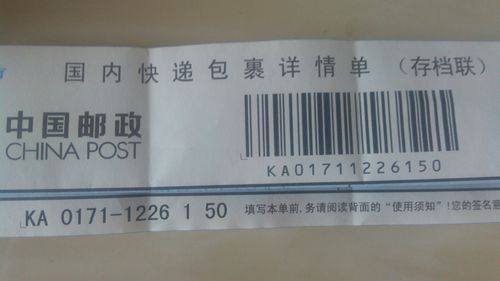 国内快递包裹详情单（存档联）
中国邮政
CHINA POST
KA01711226150
KA 0171-1226 1 50
填写本单前,务请阅读背面的“使用须知”!您的签名意